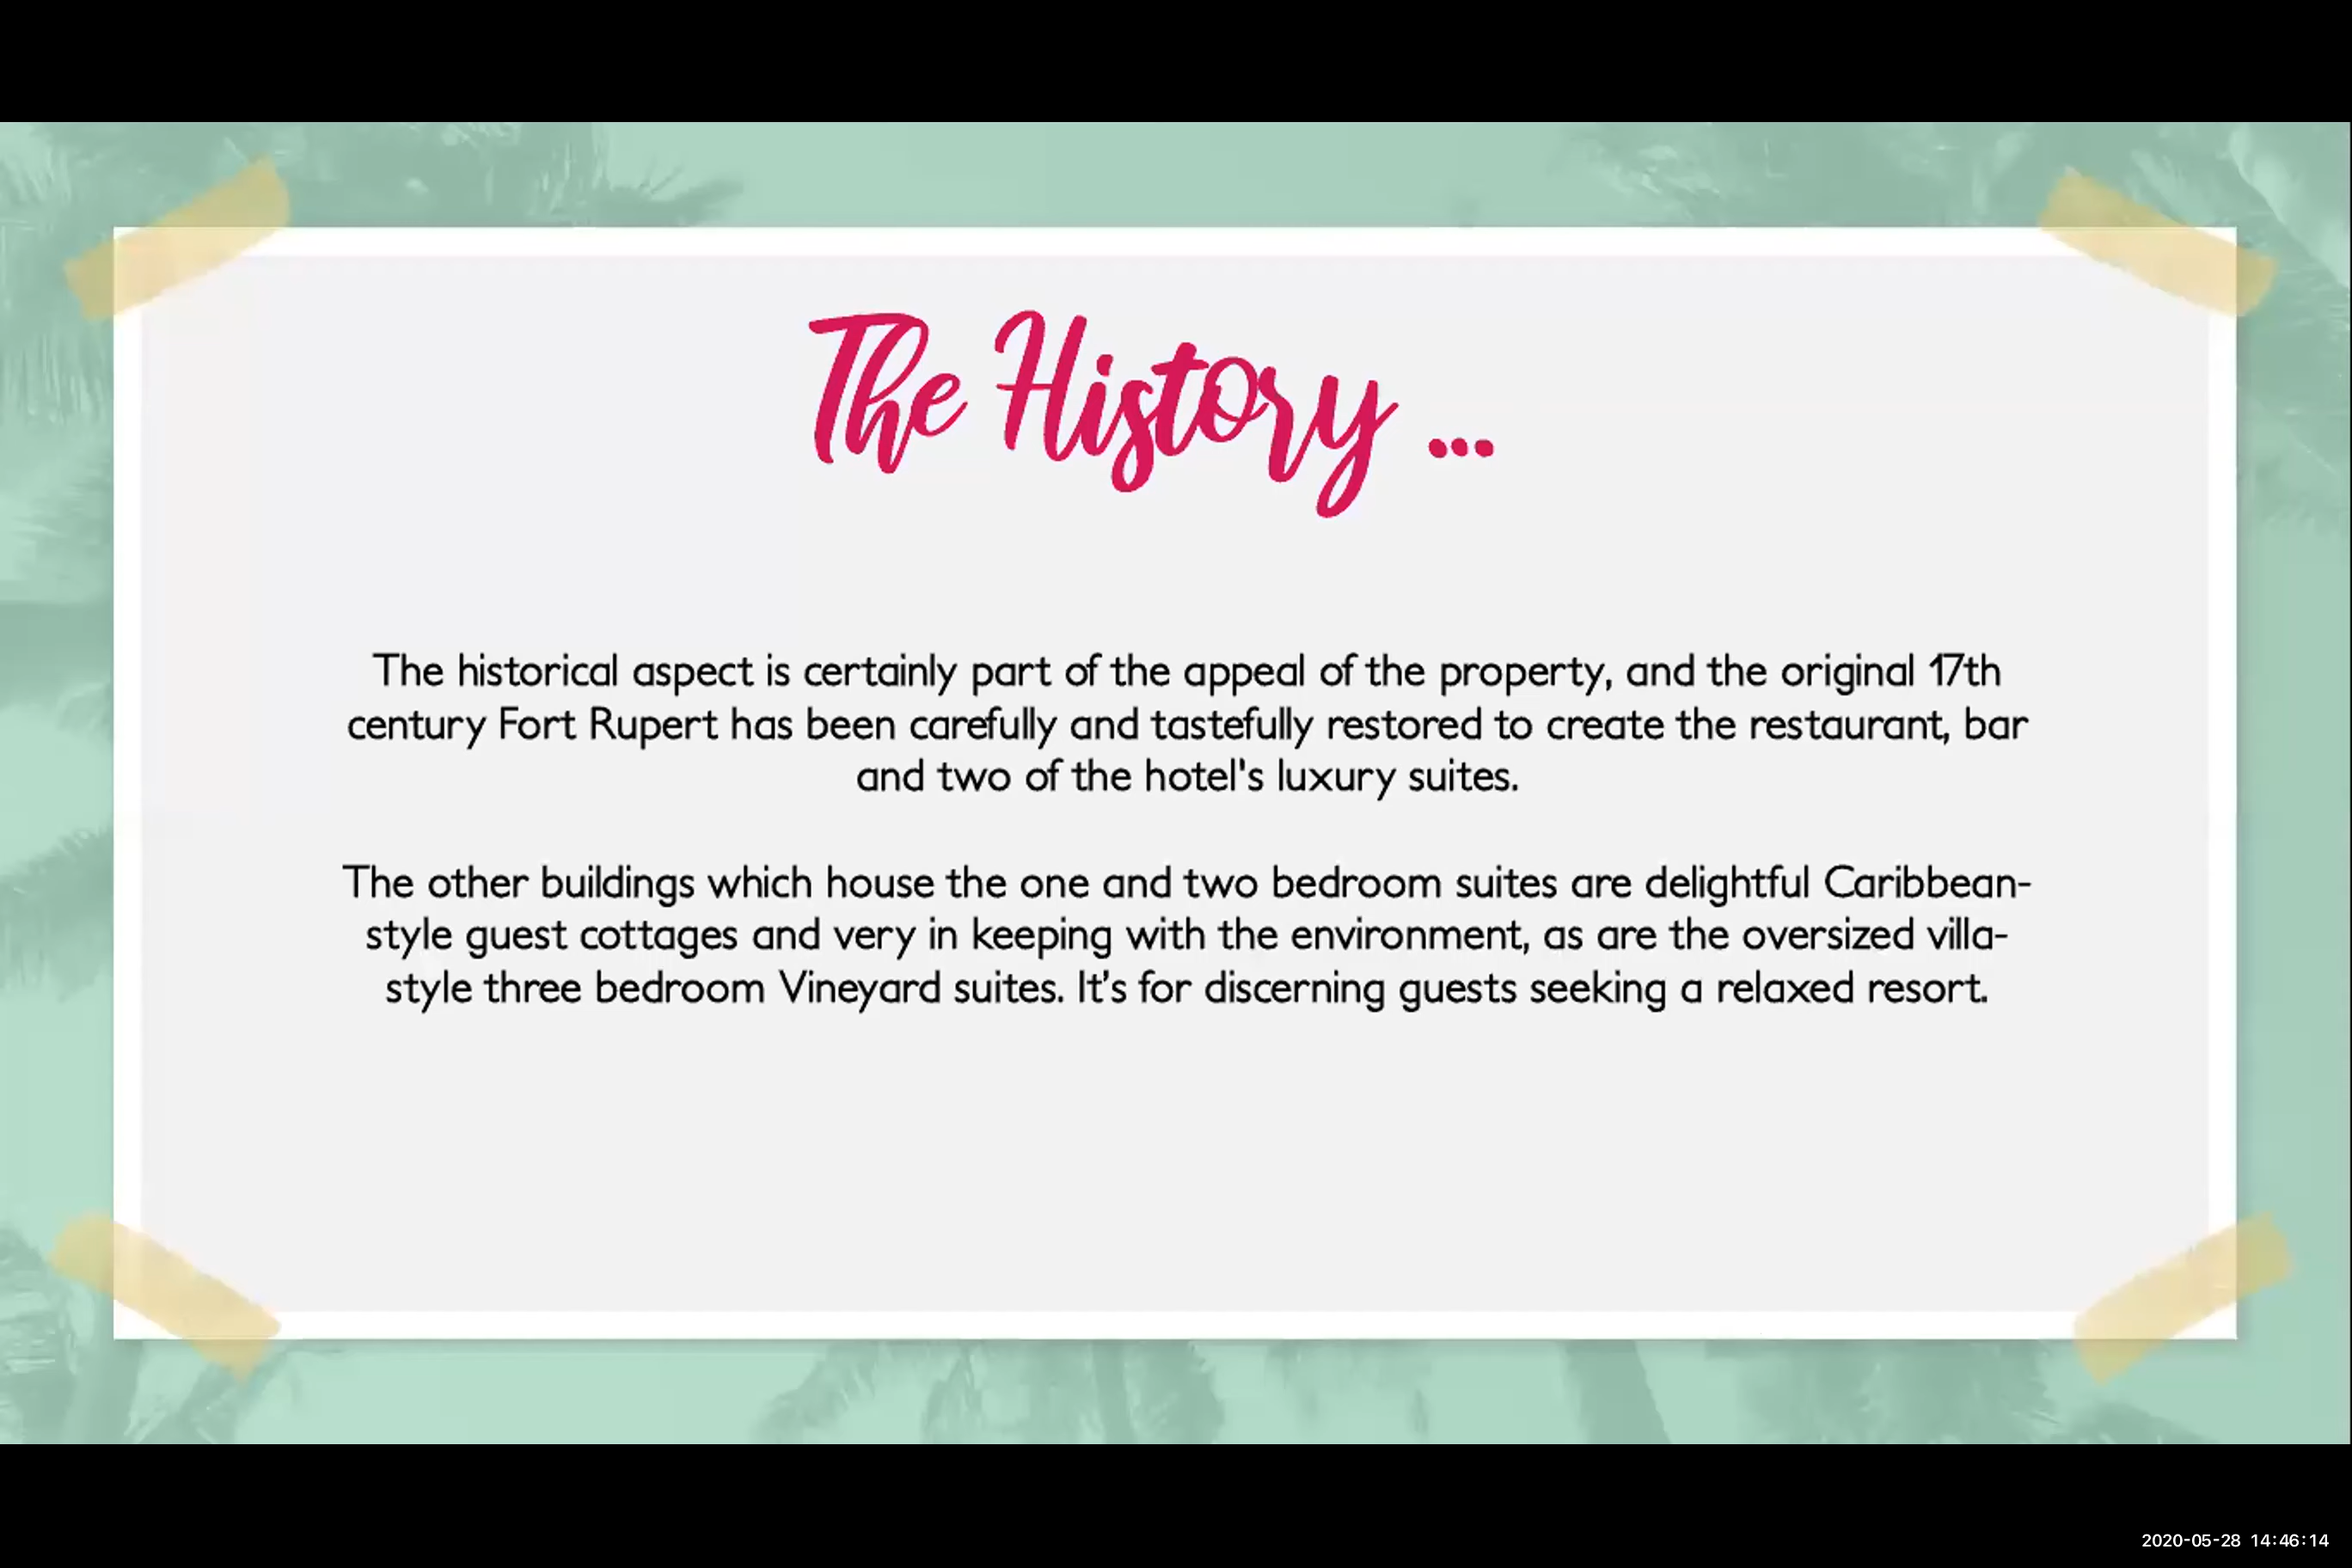 The History ...
The historical aspect is certainly part of the appeal of the property, and the original 17th
century Fort Rupert has been carefully and tastefully restored to create the restaurant, bar
and two of the hotel's luxury suites.
The other buildings which house the one and two bedroom suites are delightful Caribbean-
style guest cottages and very in keeping with the environment, as are the oversized villa-
style three bedroom Vineyard suites. It’s for discerning guests seeking a relaxed resort.
2020-05-28 14:46:14